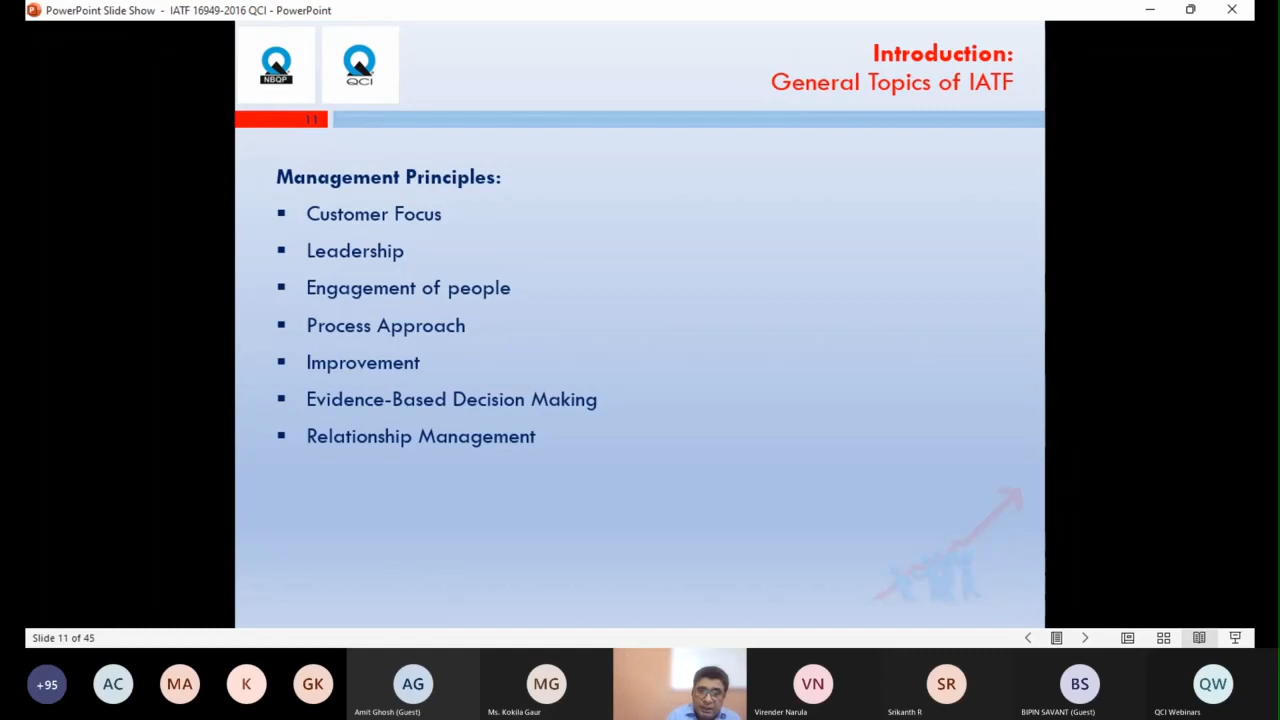 PowerPoint Slide Show - IATF 16949-2016 QCI - PowerPoint
NBQP
QCI
Introduction:
General Topics of IATF
11
Management Principles:
▪ Customer Focus
▪ Leadership
▪ Engagement of people
▪ Process Approach
▪ Improvement
▪ Evidence-Based Decision Making
▪ Relationship Management
Slide 11 of 45
+95
AC
MA
K
GK
AG
MG
VN
SR
BS
QW
Amit Ghosh (Guest)
Ms. Kokila Gaur
Virender Narula
Srikanth R
BIPIN SAVANT (Guest)
QCI Webinars